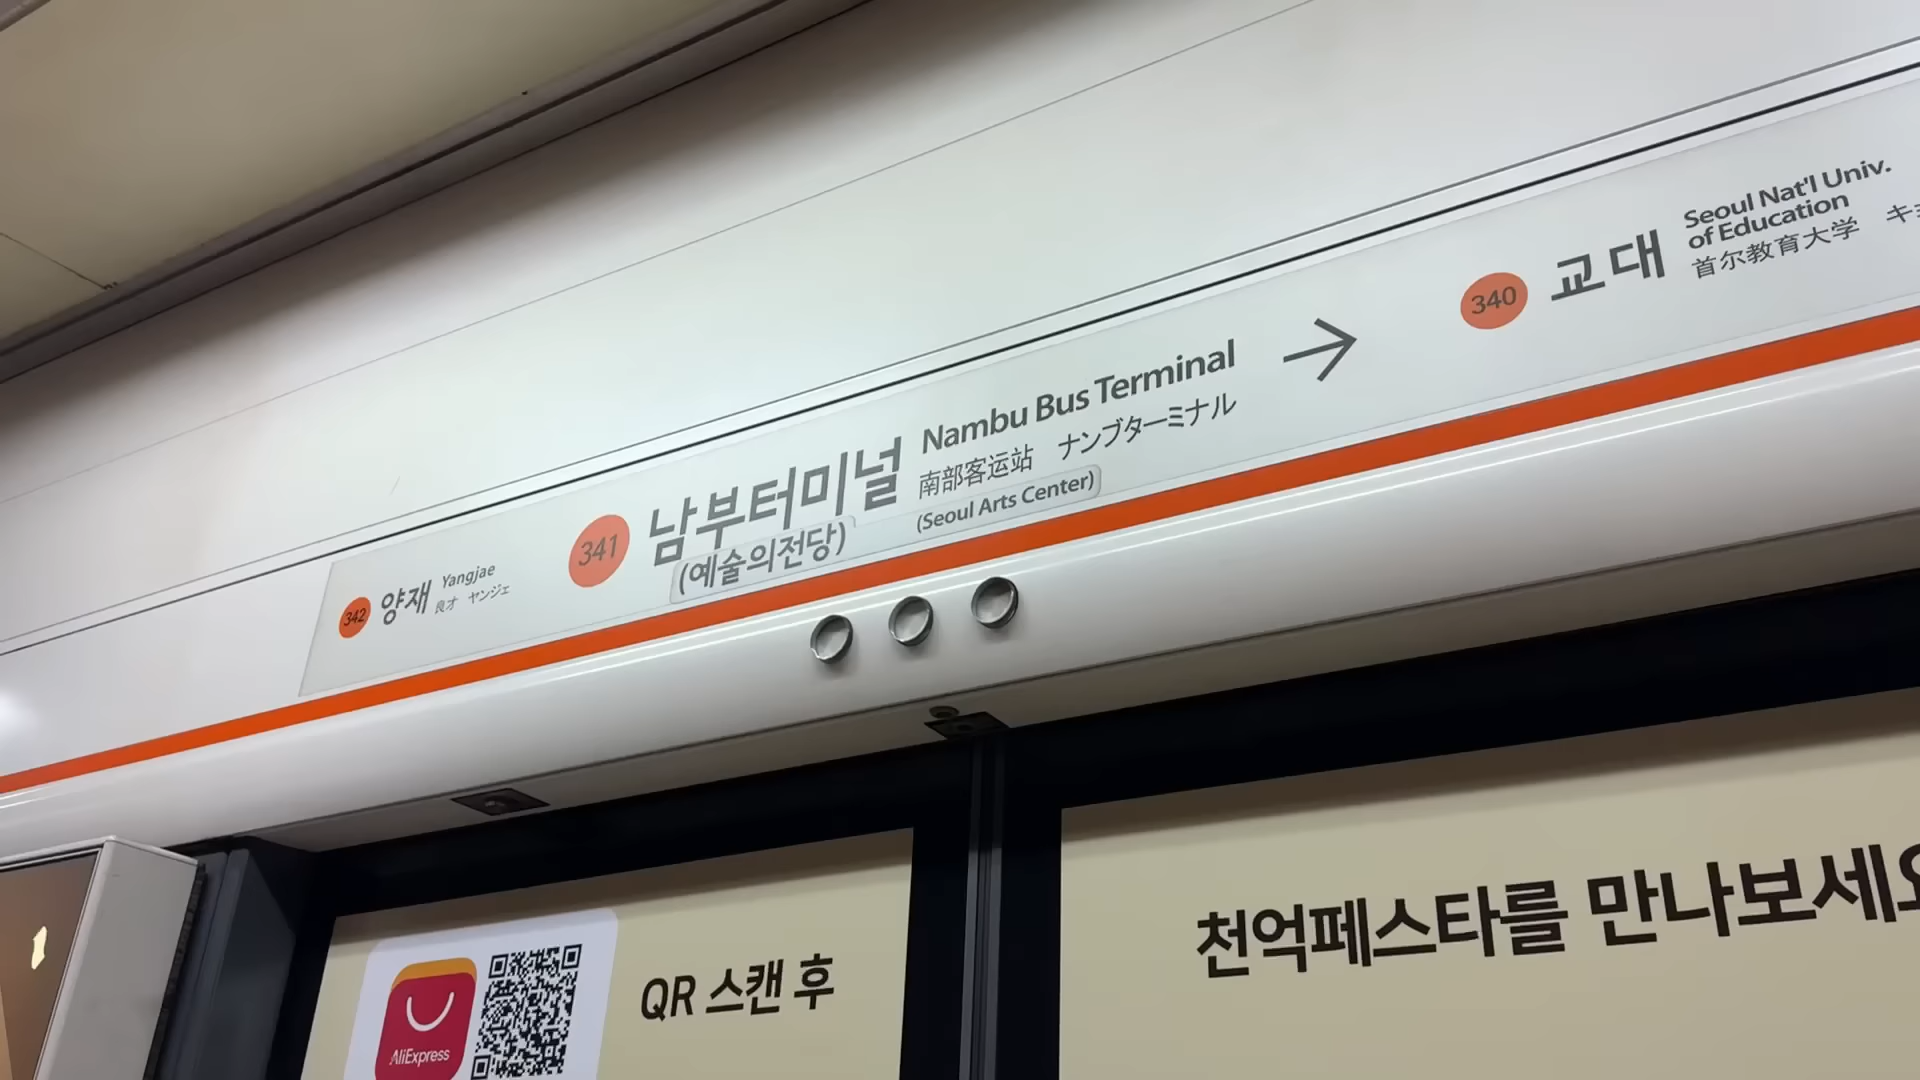 342 양재 Yangjae
良才 ヤンジェ
341 남부터미널
(예술의전당)
Nambu Bus Terminal
南部客运站 ナンブターミナル
(Seoul Arts Center)
340 교대
Seoul Nat'l Univ.
of Education
首尔教育大学
AliExpress
QR 스캔 후
천억페스타를 만나보세요